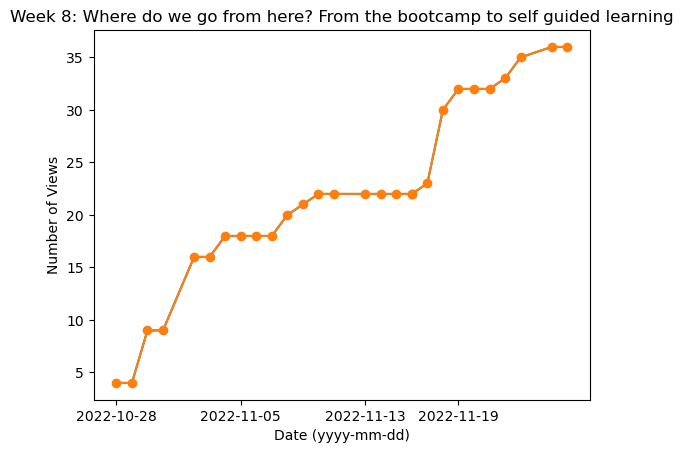 Week 8: Where do we go from here? From the bootcamp to self guided learning
35
30
25
20
15
10
5
Number of Views
2022-10-28 2022-11-05 2022-11-13 2022-11-19
Date (yyyy-mm-dd)